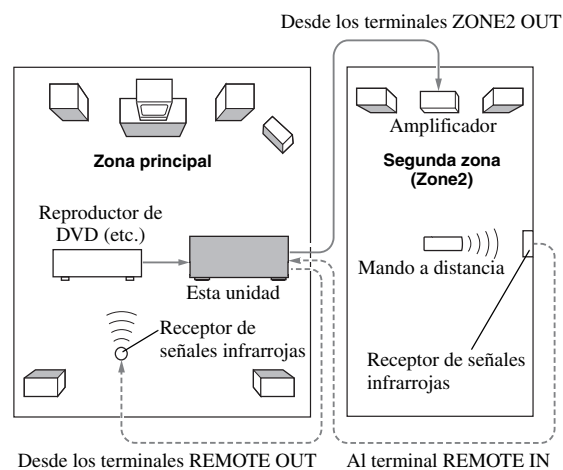 Desde los terminales ZONE2 OUT
Zona principal
Reproductor de
DVD (etc.)
Esta unidad
Receptor de
señales infrarrojas
Amplificador
Segunda zona
(Zone2)
Mando a distancia
Receptor de señales
infrarrojas
Desde los terminales REMOTE OUT
Al terminal REMOTE IN